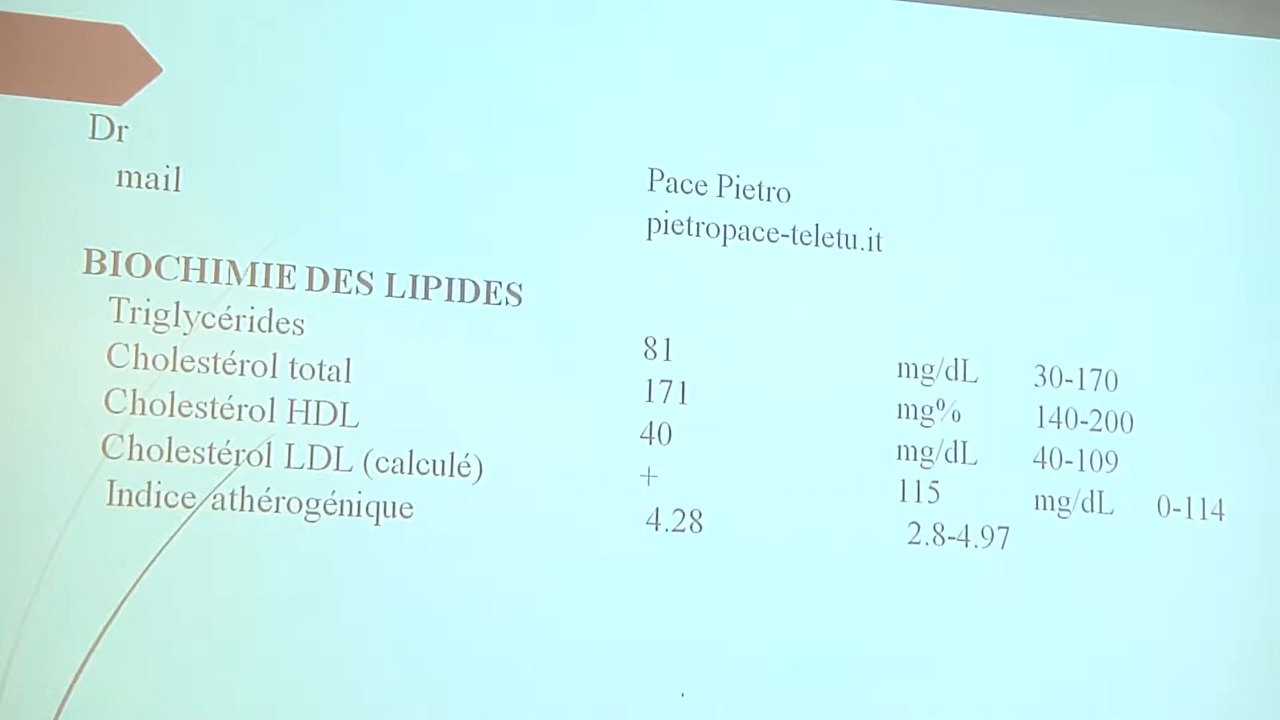 Dr
mail Pace Pietro
pietropace-teletu.it
BIOCHIMIE DES LIPIDES
Triglycérides 81 mg/dL 30-170
Cholestérol total 171 mg% 140-200
Cholestérol HDL 40 mg/dL 40-109
Cholestérol LDL (calculé) + 115 mg/dL 0-114
Indice athérogénique 4.28 2.8-4.97